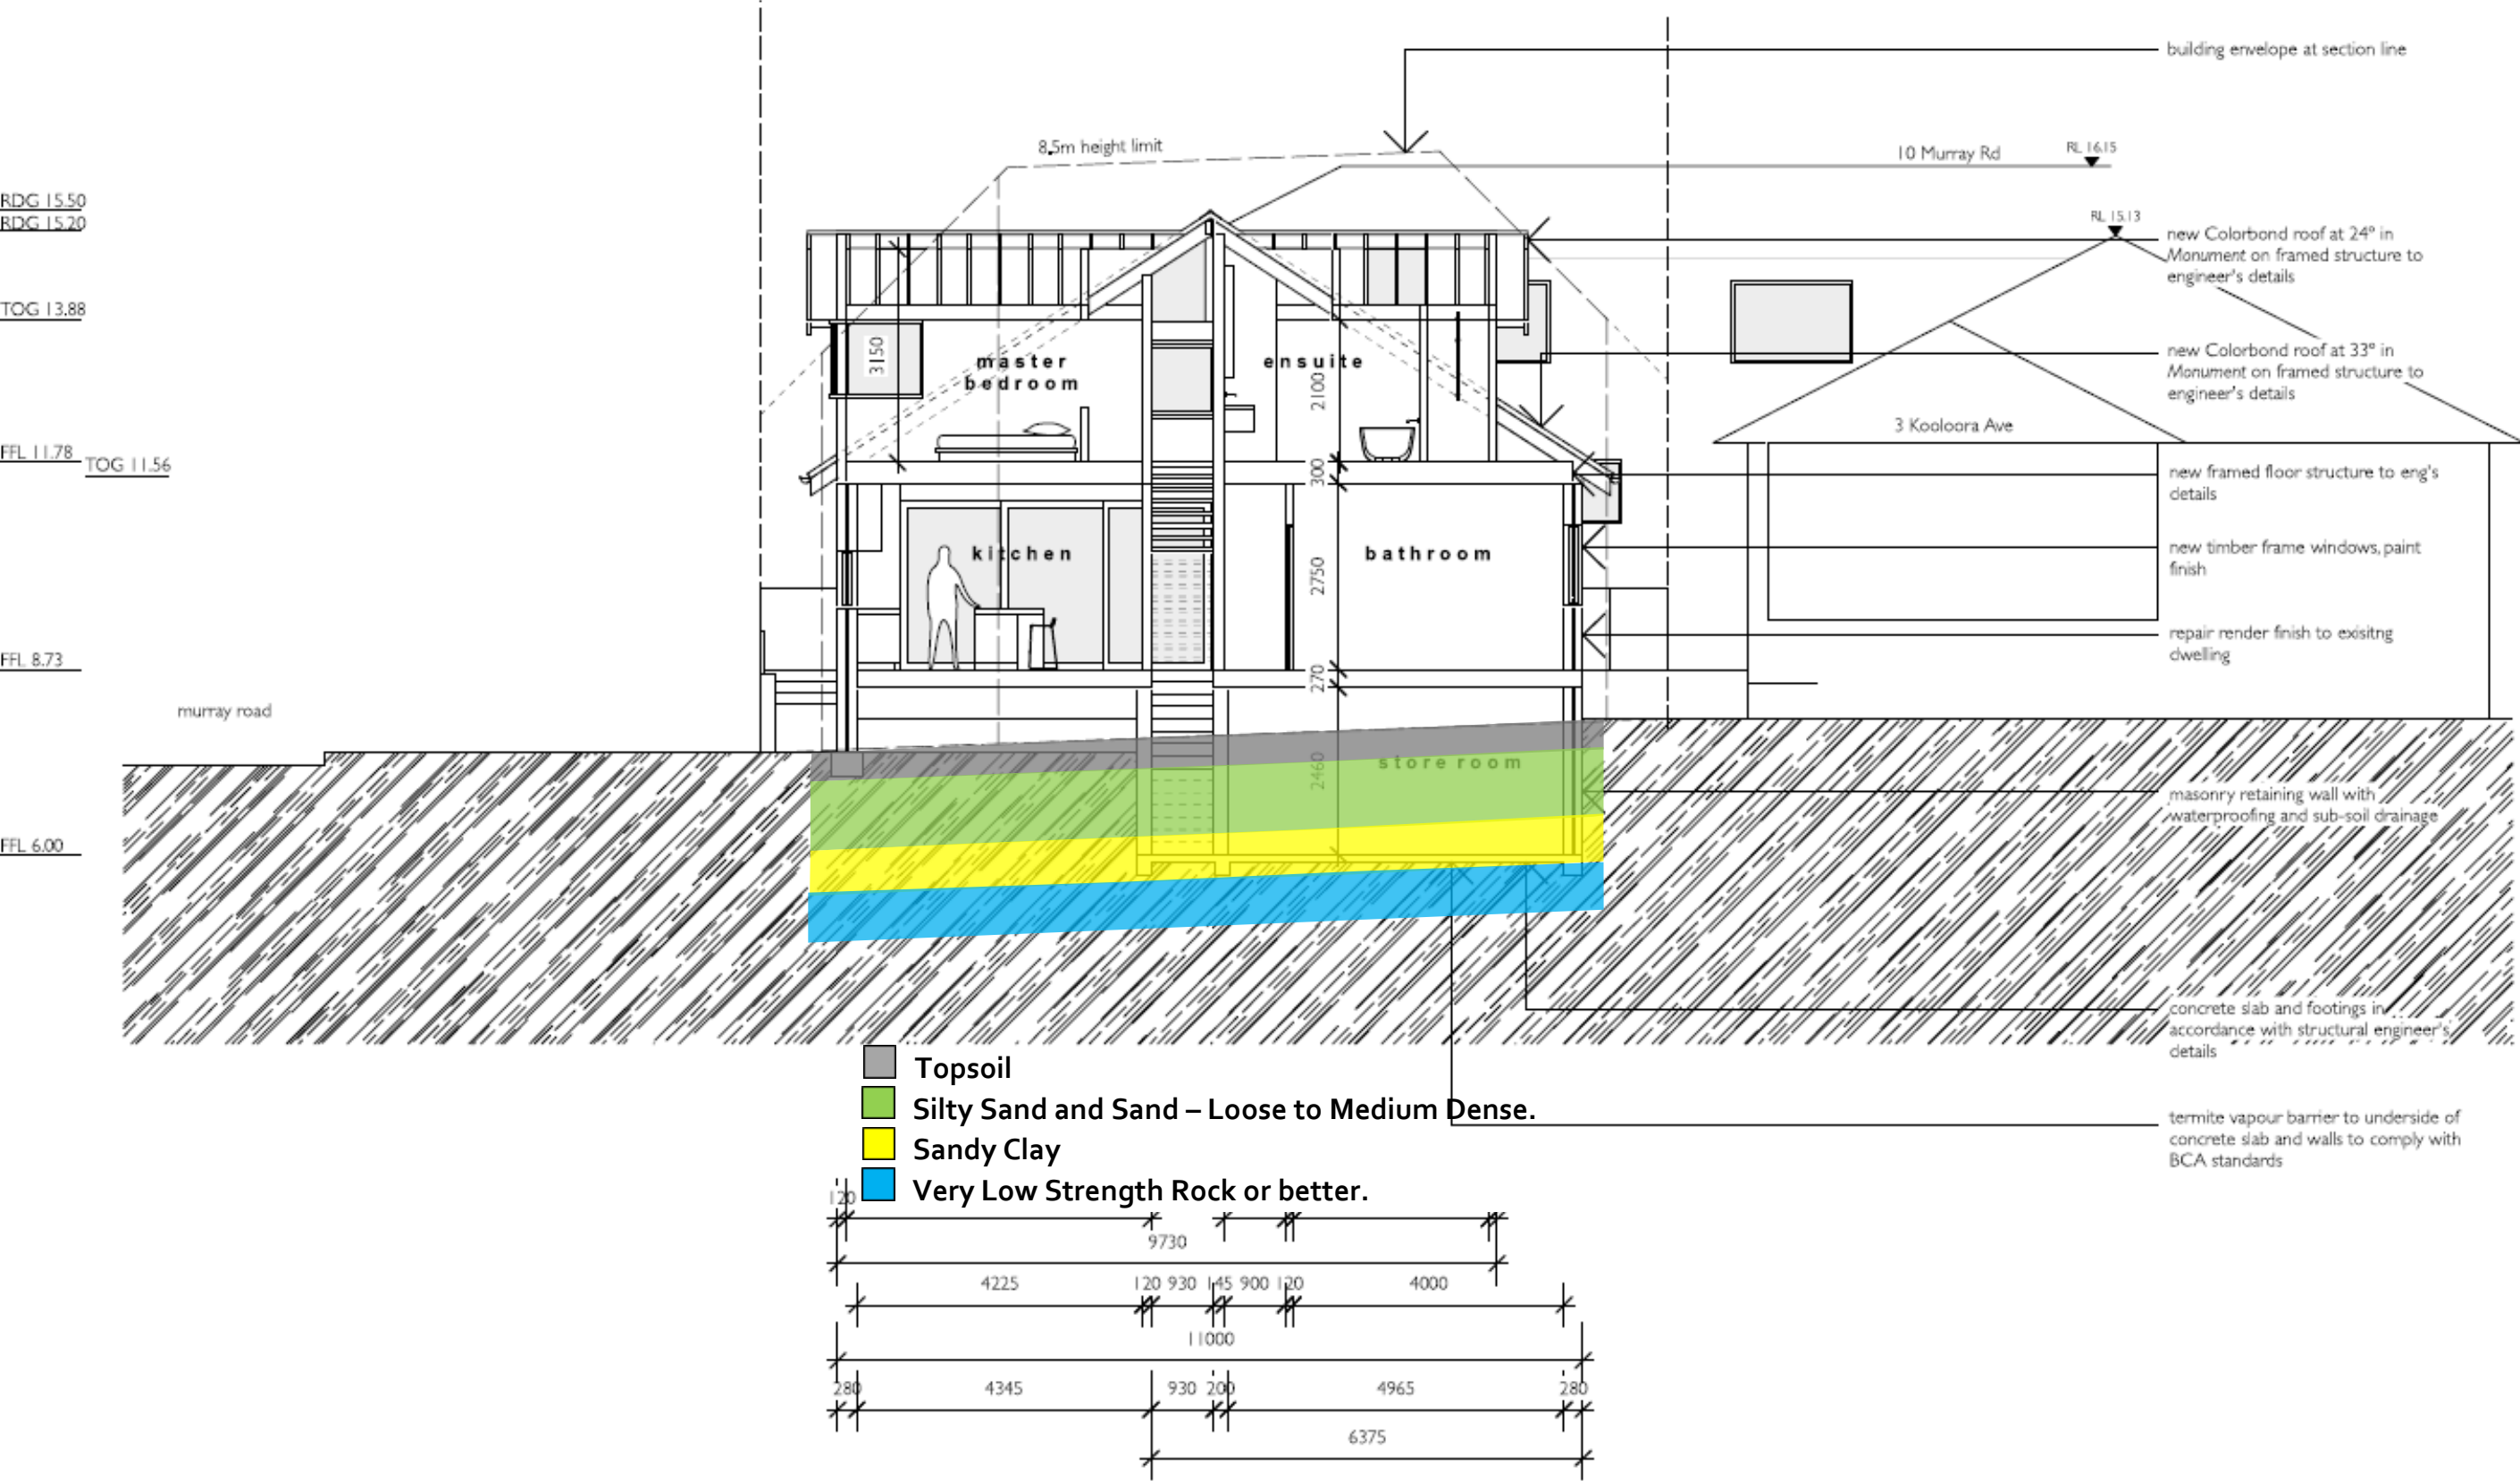 building envelope at section line
8.5m height limit
10 Murray Rd
RL 16.15
RDG 15.50
RDG 15.20
RL 15.13
new Colorbond roof at 24º in
Monument on framed structure to
engineer's details
TOG 13.88
3150
master
bedroom
ensuite
2100
new Colorbond roof at 33º in
Monument on framed structure to
engineer's details
3 Kooloora Ave
FFL 11.78
TOG 11.56
300
new framed floor structure to eng's
details
kitchen
bathroom
2750
new timber frame windows, paint
finish
repair render finish to exisitng
dwelling
FFL 8.73
270
murray road
store room
2460
masonry retaining wall with
waterproofing and sub-soil drainage
FFL 6.00
concrete slab and footings in
accordance with structural engineer's
details
Topsoil
Silty Sand and Sand – Loose to Medium Dense.
Sandy Clay
Very Low Strength Rock or better.
termite vapour barrier to underside of
concrete slab and walls to comply with
BCA standards
120
9730
4225 120 930 145 900 120 4000
11000
280 4345 930 200 4965 280
6375